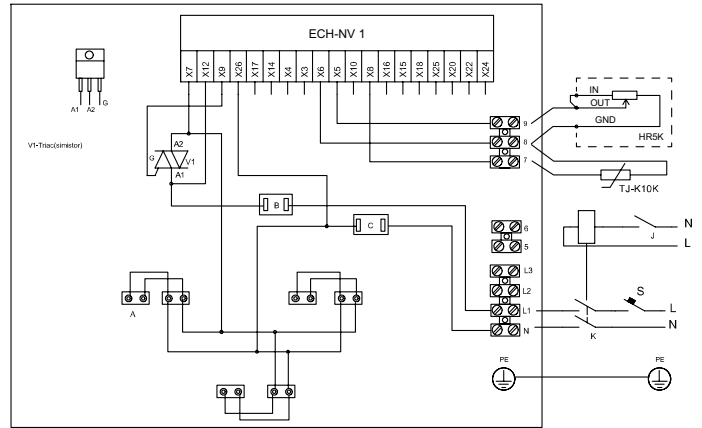 ECH-NV 1
X7 X12 X9 X26 X17 X14 X4 X3 X6 X5 X10 X8 X16 X15 X18 X25 X20 X22 X24
A1 A2 G
V1-Triac(simistor)
A2
G V1
A1
IN
OUT
GND
HR5K
9
8
7
TJ-K10K
B
C
6
5
N
J
L
L3
L2
L1
N
S
L
N
K
A
PE
PE